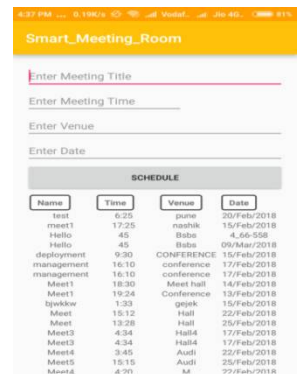 4:37 PM ... 0.19K/s Vodaf... Jio 4G... 81%
Smart_Meeting_Room
Enter Meeting Title
Enter Meeting Time
Enter Venue
Enter Date
SCHEDULE
Name Time Venue Date
test 6:25 pune 20/Feb/2018
meet1 17:25 nashik 15/Feb/2018
Hello 45 Bsbs 4_66-558
Hello 45 Bsbs 09/Mar/2018
deployment 9:30 CONFERENCE 15/Feb/2018
management 16:10 conference 17/Feb/2018
management 16:10 conference 17/Feb/2018
Meet1 18:30 Meet hall 14/Feb/2018
Meet1 19:24 Conference 13/Feb/2018
bjwkkw 1:33 gejek 15/Feb/2018
Meet 15:12 Hall 22/Feb/2018
Meet 13:28 Hall 25/Feb/2018
Meet3 4:34 Hall4 17/Feb/2018
Meet3 4:34 Hall4 17/Feb/2018
Meet4 3:45 Audi 22/Feb/2018
Meet5 15:15 Audi 25/Feb/2018
Meet4 4:20 M 22/Feb/2018